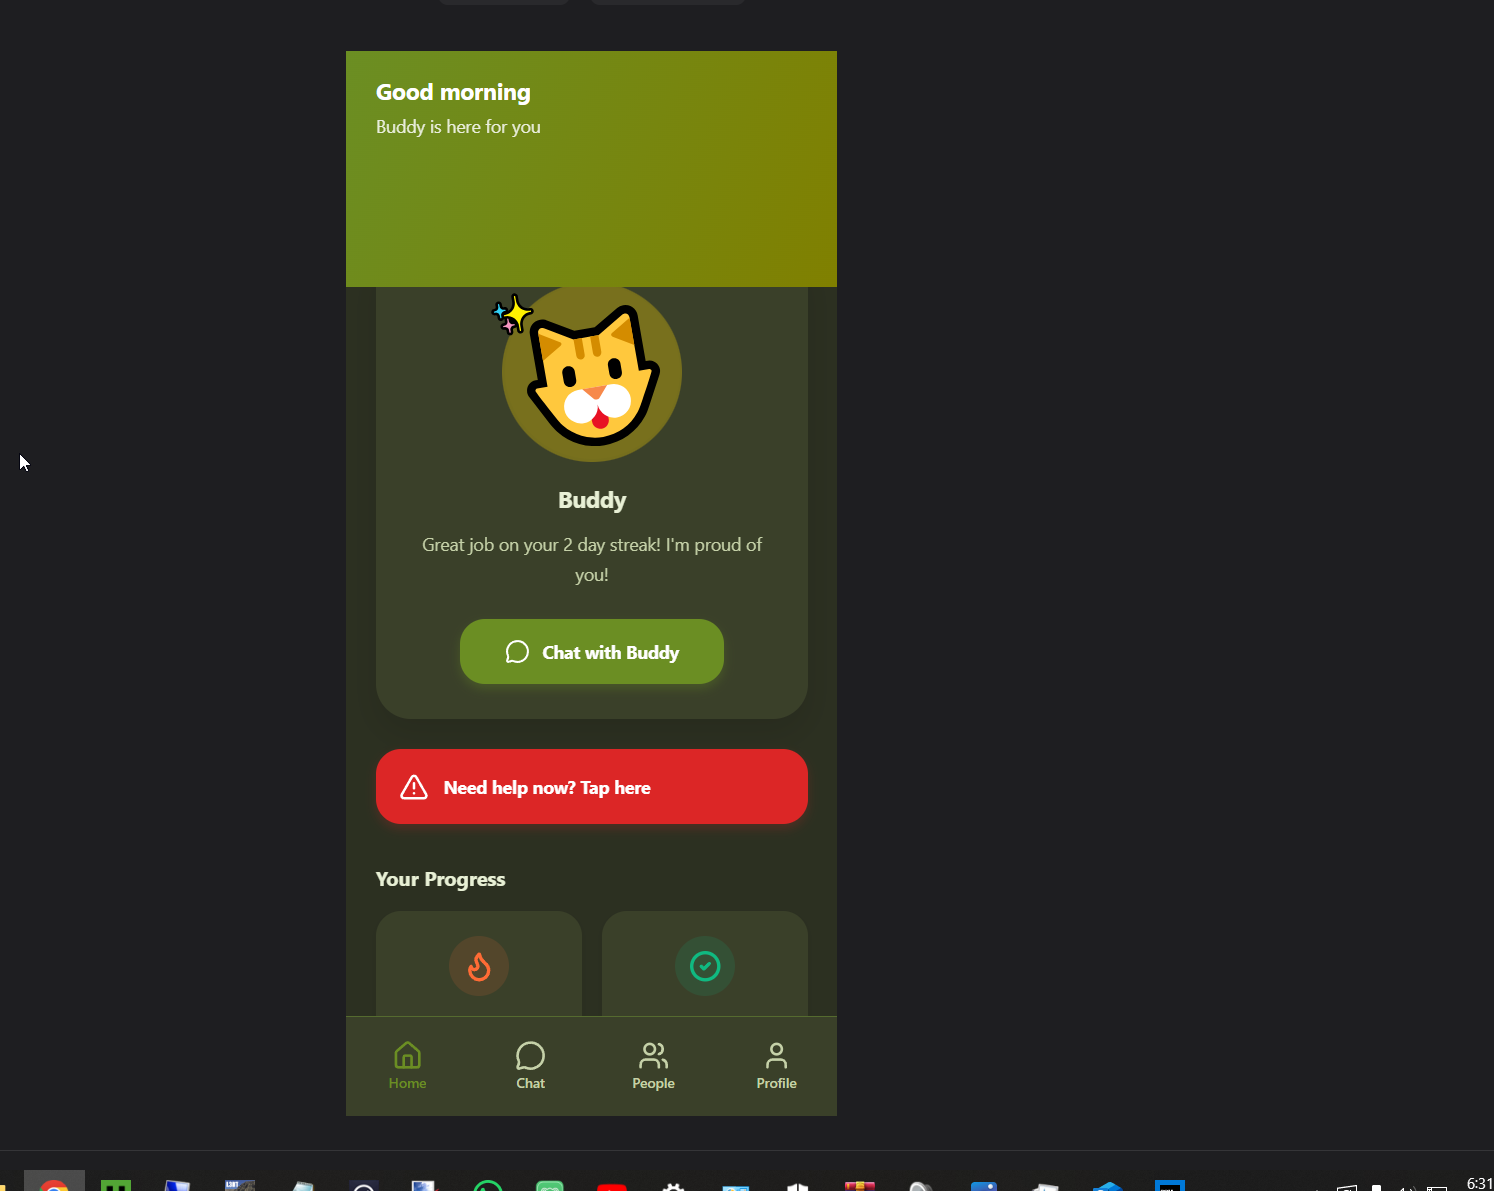 Good morning
Buddy is here for you
Buddy
Great job on your 2 day streak! I'm proud of
you!
Chat with Buddy
Need help now? Tap here
Your Progress
Home
Chat
People
Profile
6:31